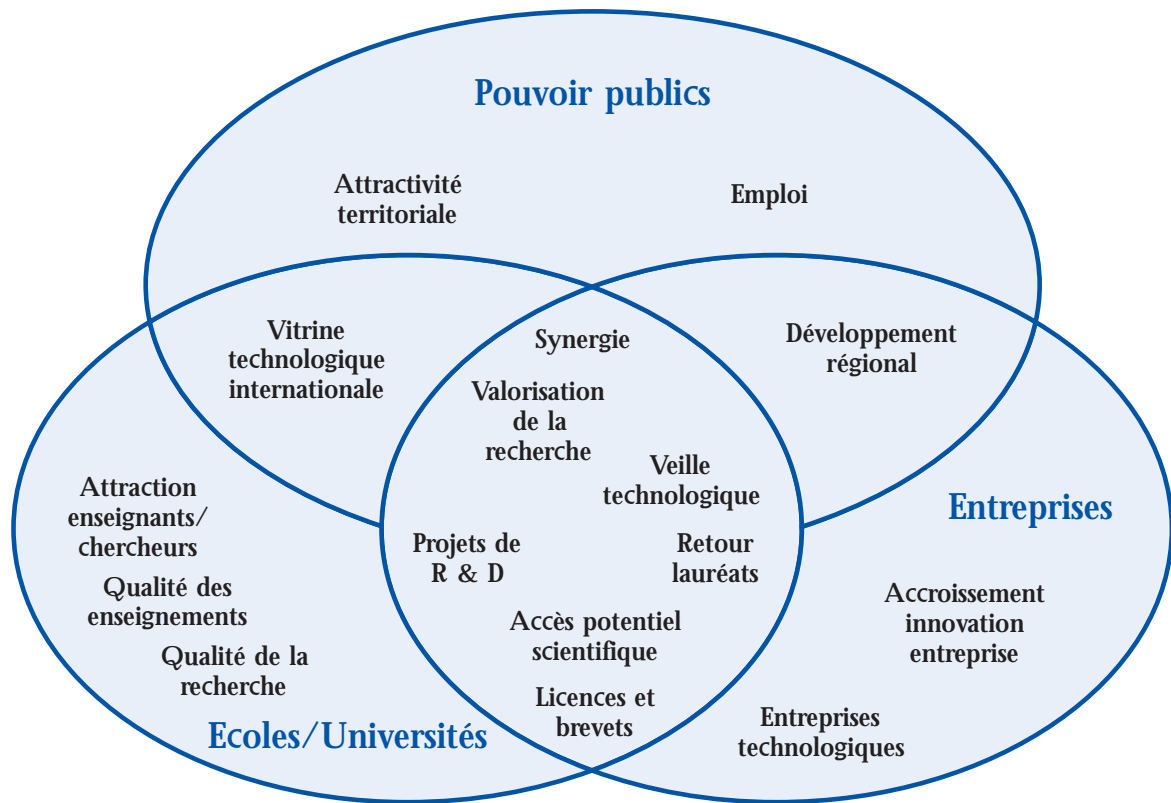 Pouvoir publics
Attractivité
territoriale
Emploi
Vitrine
technologique
internationale
Synergie
Développement
régional
Valorisation
de la
recherche
Veille
technologique
Attraction
enseignants/
chercheurs
Entreprises
Projets de
R & D
Retour
lauréats
Qualité des
enseignements
Accroissement
innovation
entreprise
Accès potentiel
scientifique
Qualité de la
recherche
Licences et
brevets
Entreprises
technologiques
Ecoles/Universités